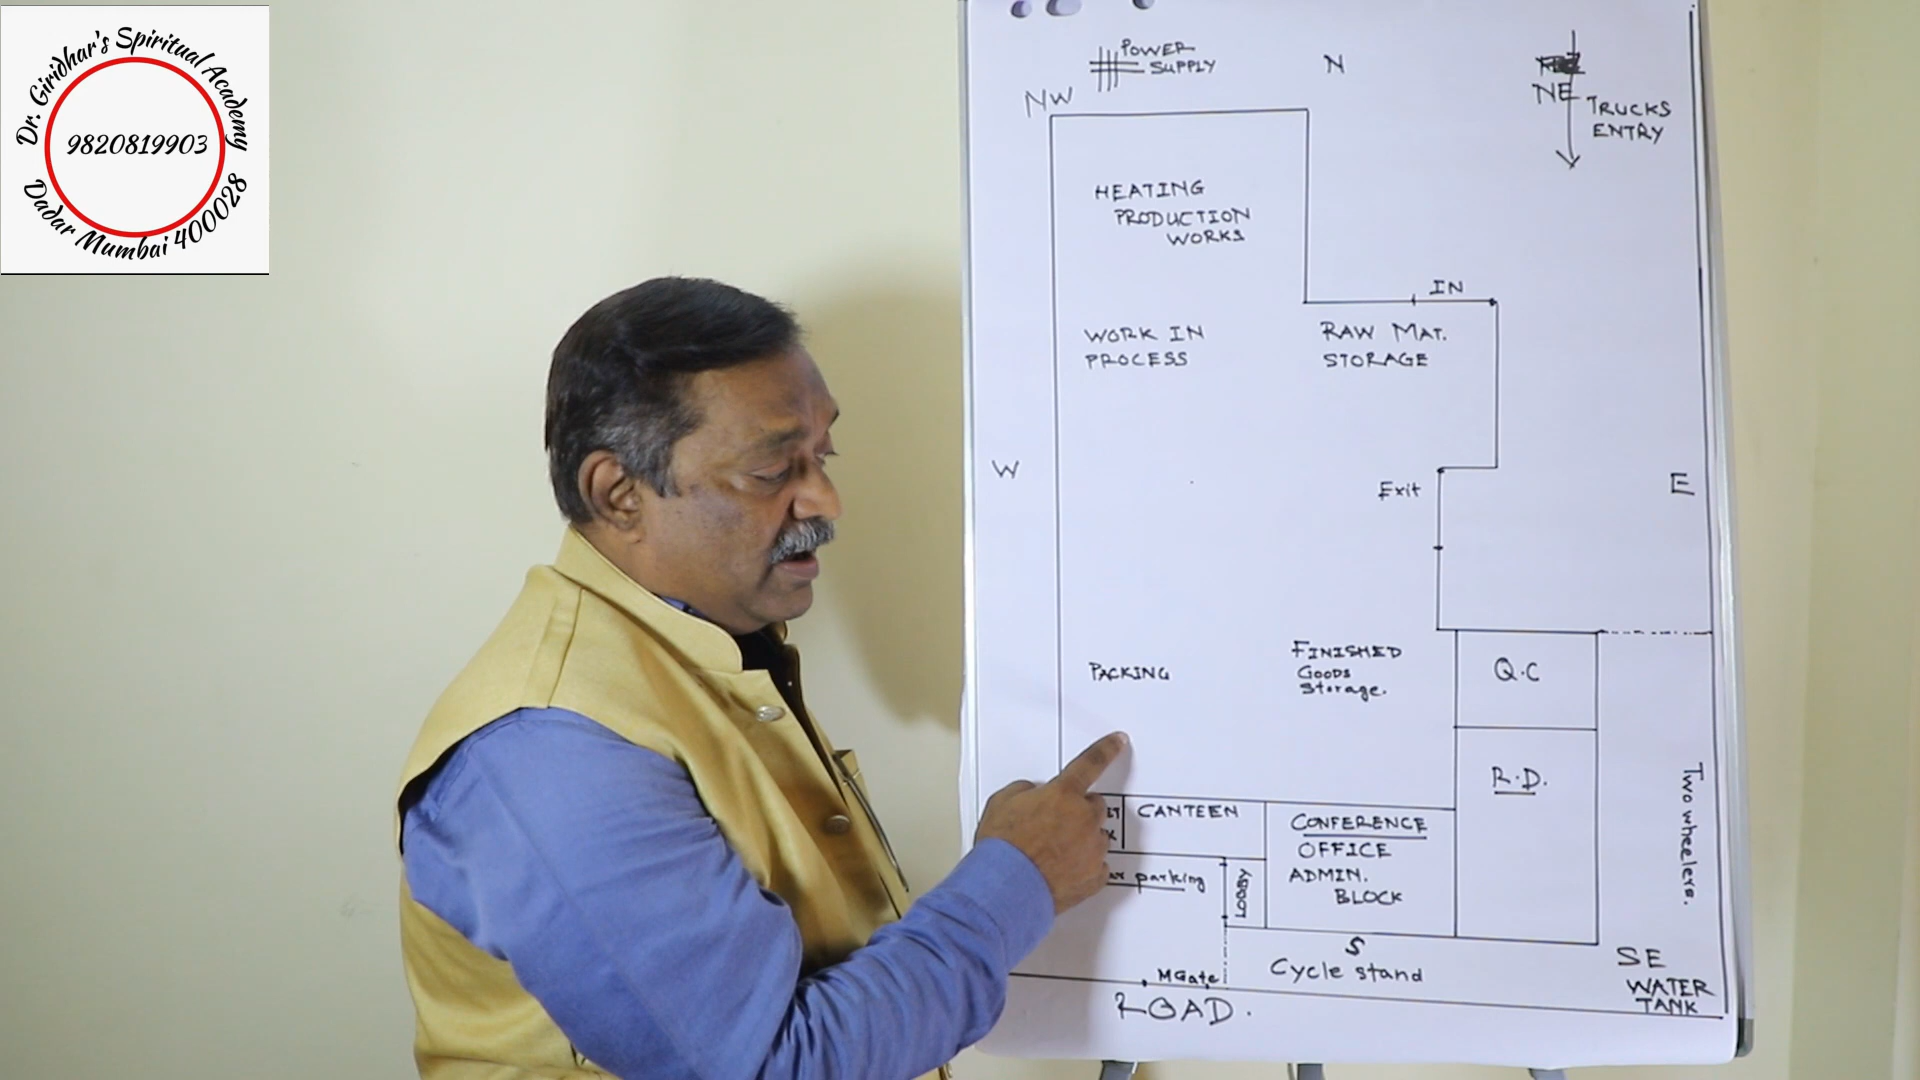 Dr. Giridhar's Spiritual Academy
9820819903
Dadar Mumbai 400028
POWER
SUPPLY
N
NW
NE
TRUCKS
ENTRY
HEATING
PRODUCTION
WORKS
IN
WORK IN
PROCESS
RAW MAT.
STORAGE
W
Exit
E
PACKING
FINISHED
GOODS
Storage.
Q.C
R.D.
Two wheelers.
CANTEEN
CONFERENCE
OFFICE
ADMIN.
BLOCK
parking
LOBBY
S
Cycle stand
MGate
ROAD.
SE
WATER
TANK